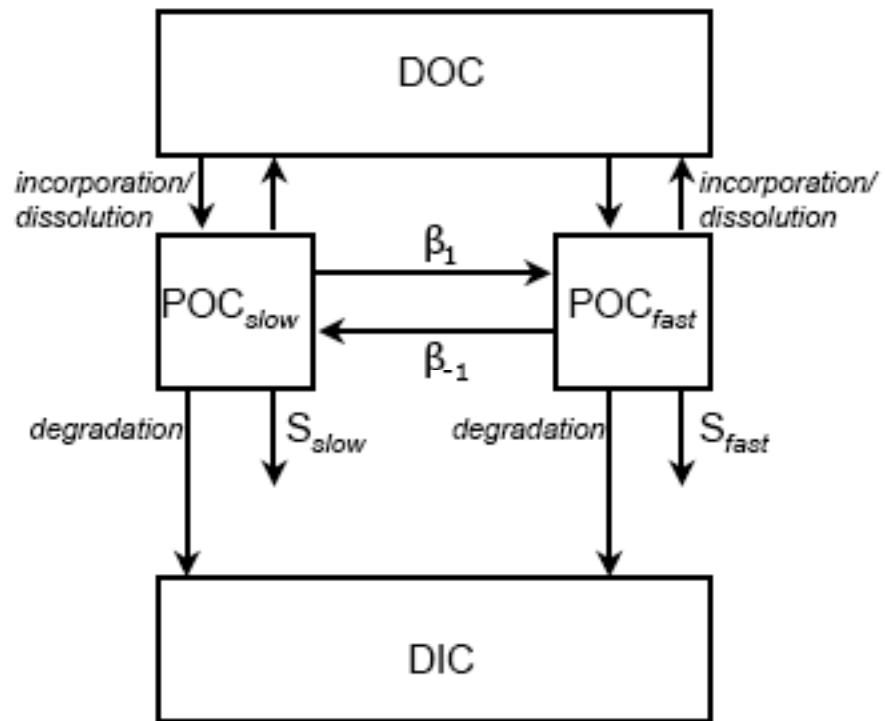 DOC
incorporation/
dissolution
incorporation/
dissolution
β1
POCslow
POCfast
β-1
degradation
Sslow
degradation
Sfast
DIC